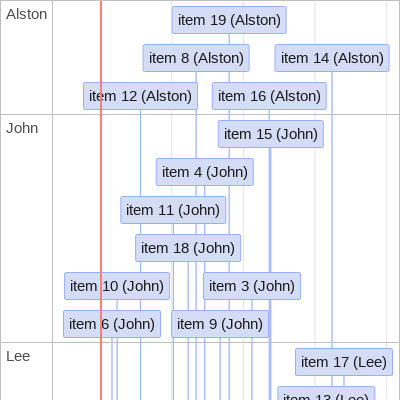 Alston
item 19 (Alston)
item 8 (Alston)
item 14 (Alston)
item 12 (Alston)
item 16 (Alston)
John
item 15 (John)
item 4 (John)
item 11 (John)
item 18 (John)
item 10 (John)
item 3 (John)
item 6 (John)
item 9 (John)
Lee
item 17 (Lee)
item 13 (Lee)